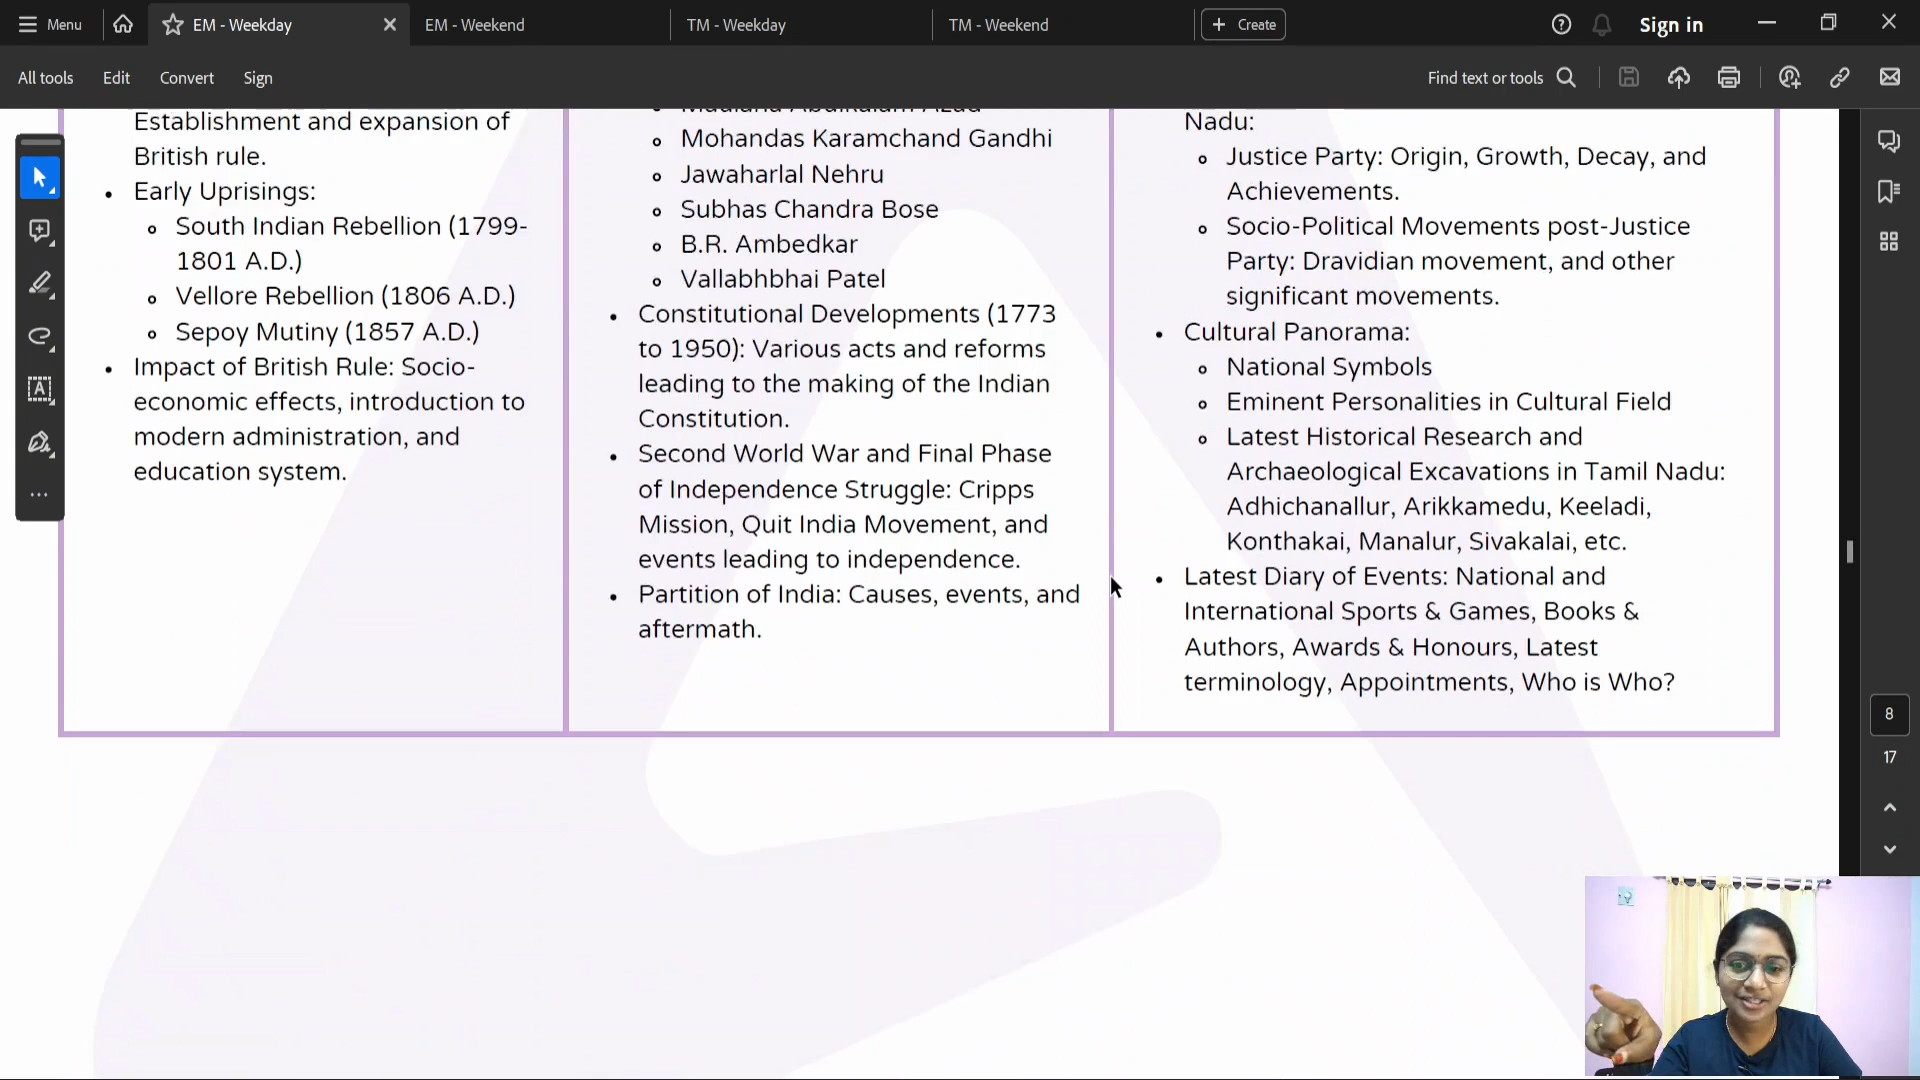 Menu
EM - Weekday
EM - Weekend
TM - Weekday
TM - Weekend
Create
Sign in
All tools
Edit
Convert
Sign
Find text or tools
Establishment and expansion of
British rule.
• Early Uprisings:
South Indian Rebellion (1799-
1801 A.D.)
Vellore Rebellion (1806 A.D.)
Sepoy Mutiny (1857 A.D.)
• Impact of British Rule: Socio-
economic effects, introduction to
modern administration, and
education system.
Maulana Abulkalam Azad
Mohandas Karamchand Gandhi
Jawaharlal Nehru
Subhas Chandra Bose
B.R. Ambedkar
Vallabhbhai Patel
• Constitutional Developments (1773
to 1950): Various acts and reforms
leading to the making of the Indian
Constitution.
• Second World War and Final Phase
of Independence Struggle: Cripps
Mission, Quit India Movement, and
events leading to independence.
• Partition of India: Causes, events, and
aftermath.
Nadu:
Justice Party: Origin, Growth, Decay, and
Achievements.
Socio-Political Movements post-Justice
Party: Dravidian movement, and other
significant movements.
• Cultural Panorama:
National Symbols
Eminent Personalities in Cultural Field
Latest Historical Research and
Archaeological Excavations in Tamil Nadu:
Adhichanallur, Arikkamedu, Keeladi,
Konthakai, Manalur, Sivakalai, etc.
• Latest Diary of Events: National and
International Sports & Games, Books &
Authors, Awards & Honours, Latest
terminology, Appointments, Who is Who?
8
17